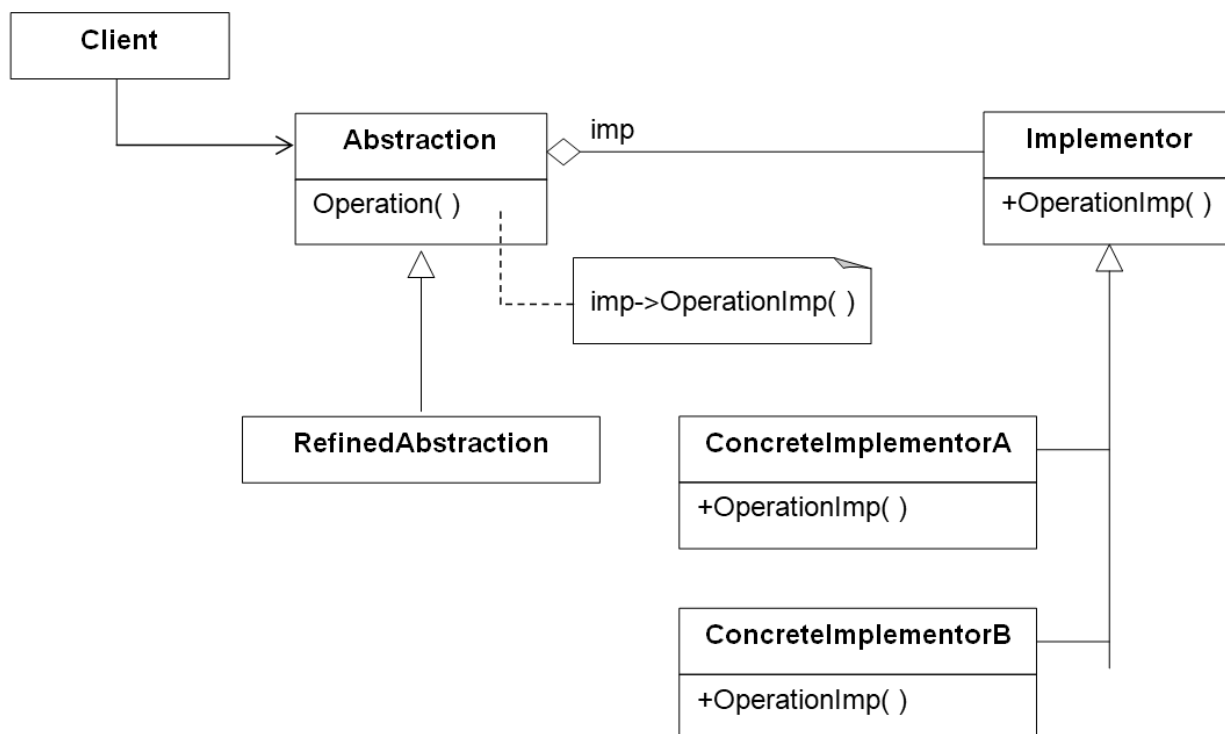 Client
Abstraction
imp
Implementor
Operation( )
+OperationImp( )
imp->OperationImp( )
RefinedAbstraction
ConcreteImplementorA
+OperationImp( )
ConcreteImplementorB
+OperationImp( )